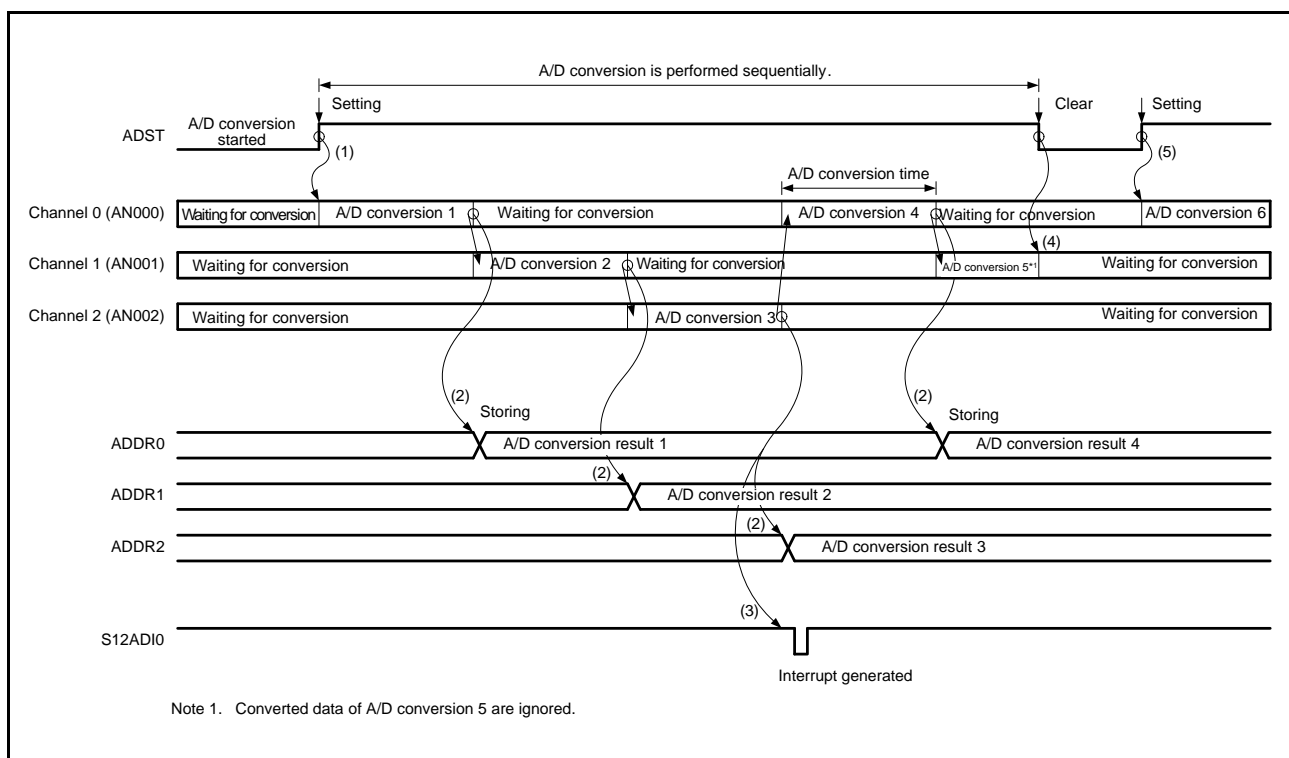 A/D conversion is performed sequentially.
Setting
Clear
Setting
ADST
A/D conversion
started
(1)
(5)
A/D conversion time
Channel 0 (AN000)
Waiting for conversion
A/D conversion 1
Waiting for conversion
A/D conversion 4
Waiting for conversion
A/D conversion 6
(4)
Channel 1 (AN001)
Waiting for conversion
A/D conversion 2
Waiting for conversion
A/D conversion 5*1
Waiting for conversion
Channel 2 (AN002)
Waiting for conversion
A/D conversion 3
Waiting for conversion
(2)
Storing
(2)
Storing
ADDR0
A/D conversion result 1
A/D conversion result 4
(2)
ADDR1
A/D conversion result 2
(2)
ADDR2
A/D conversion result 3
(3)
S12ADI0
Interrupt generated
Note 1. Converted data of A/D conversion 5 are ignored.